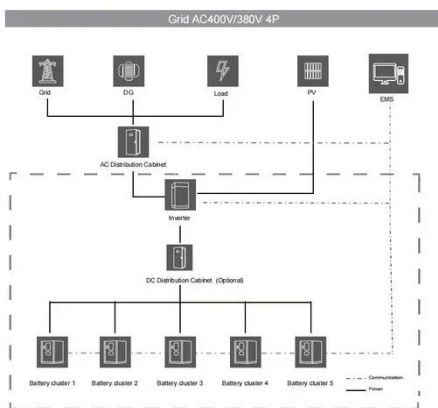 Grid AC400V/380V 4P
Grid
DG
Load
PV
EMS
AC Distribution Cabinet
Inverter
DC Distribution Cabinet (Optional)
Battery cluster 1
Battery cluster 2
Battery cluster 3
Battery cluster 4
Battery cluster 5
Communication
Power